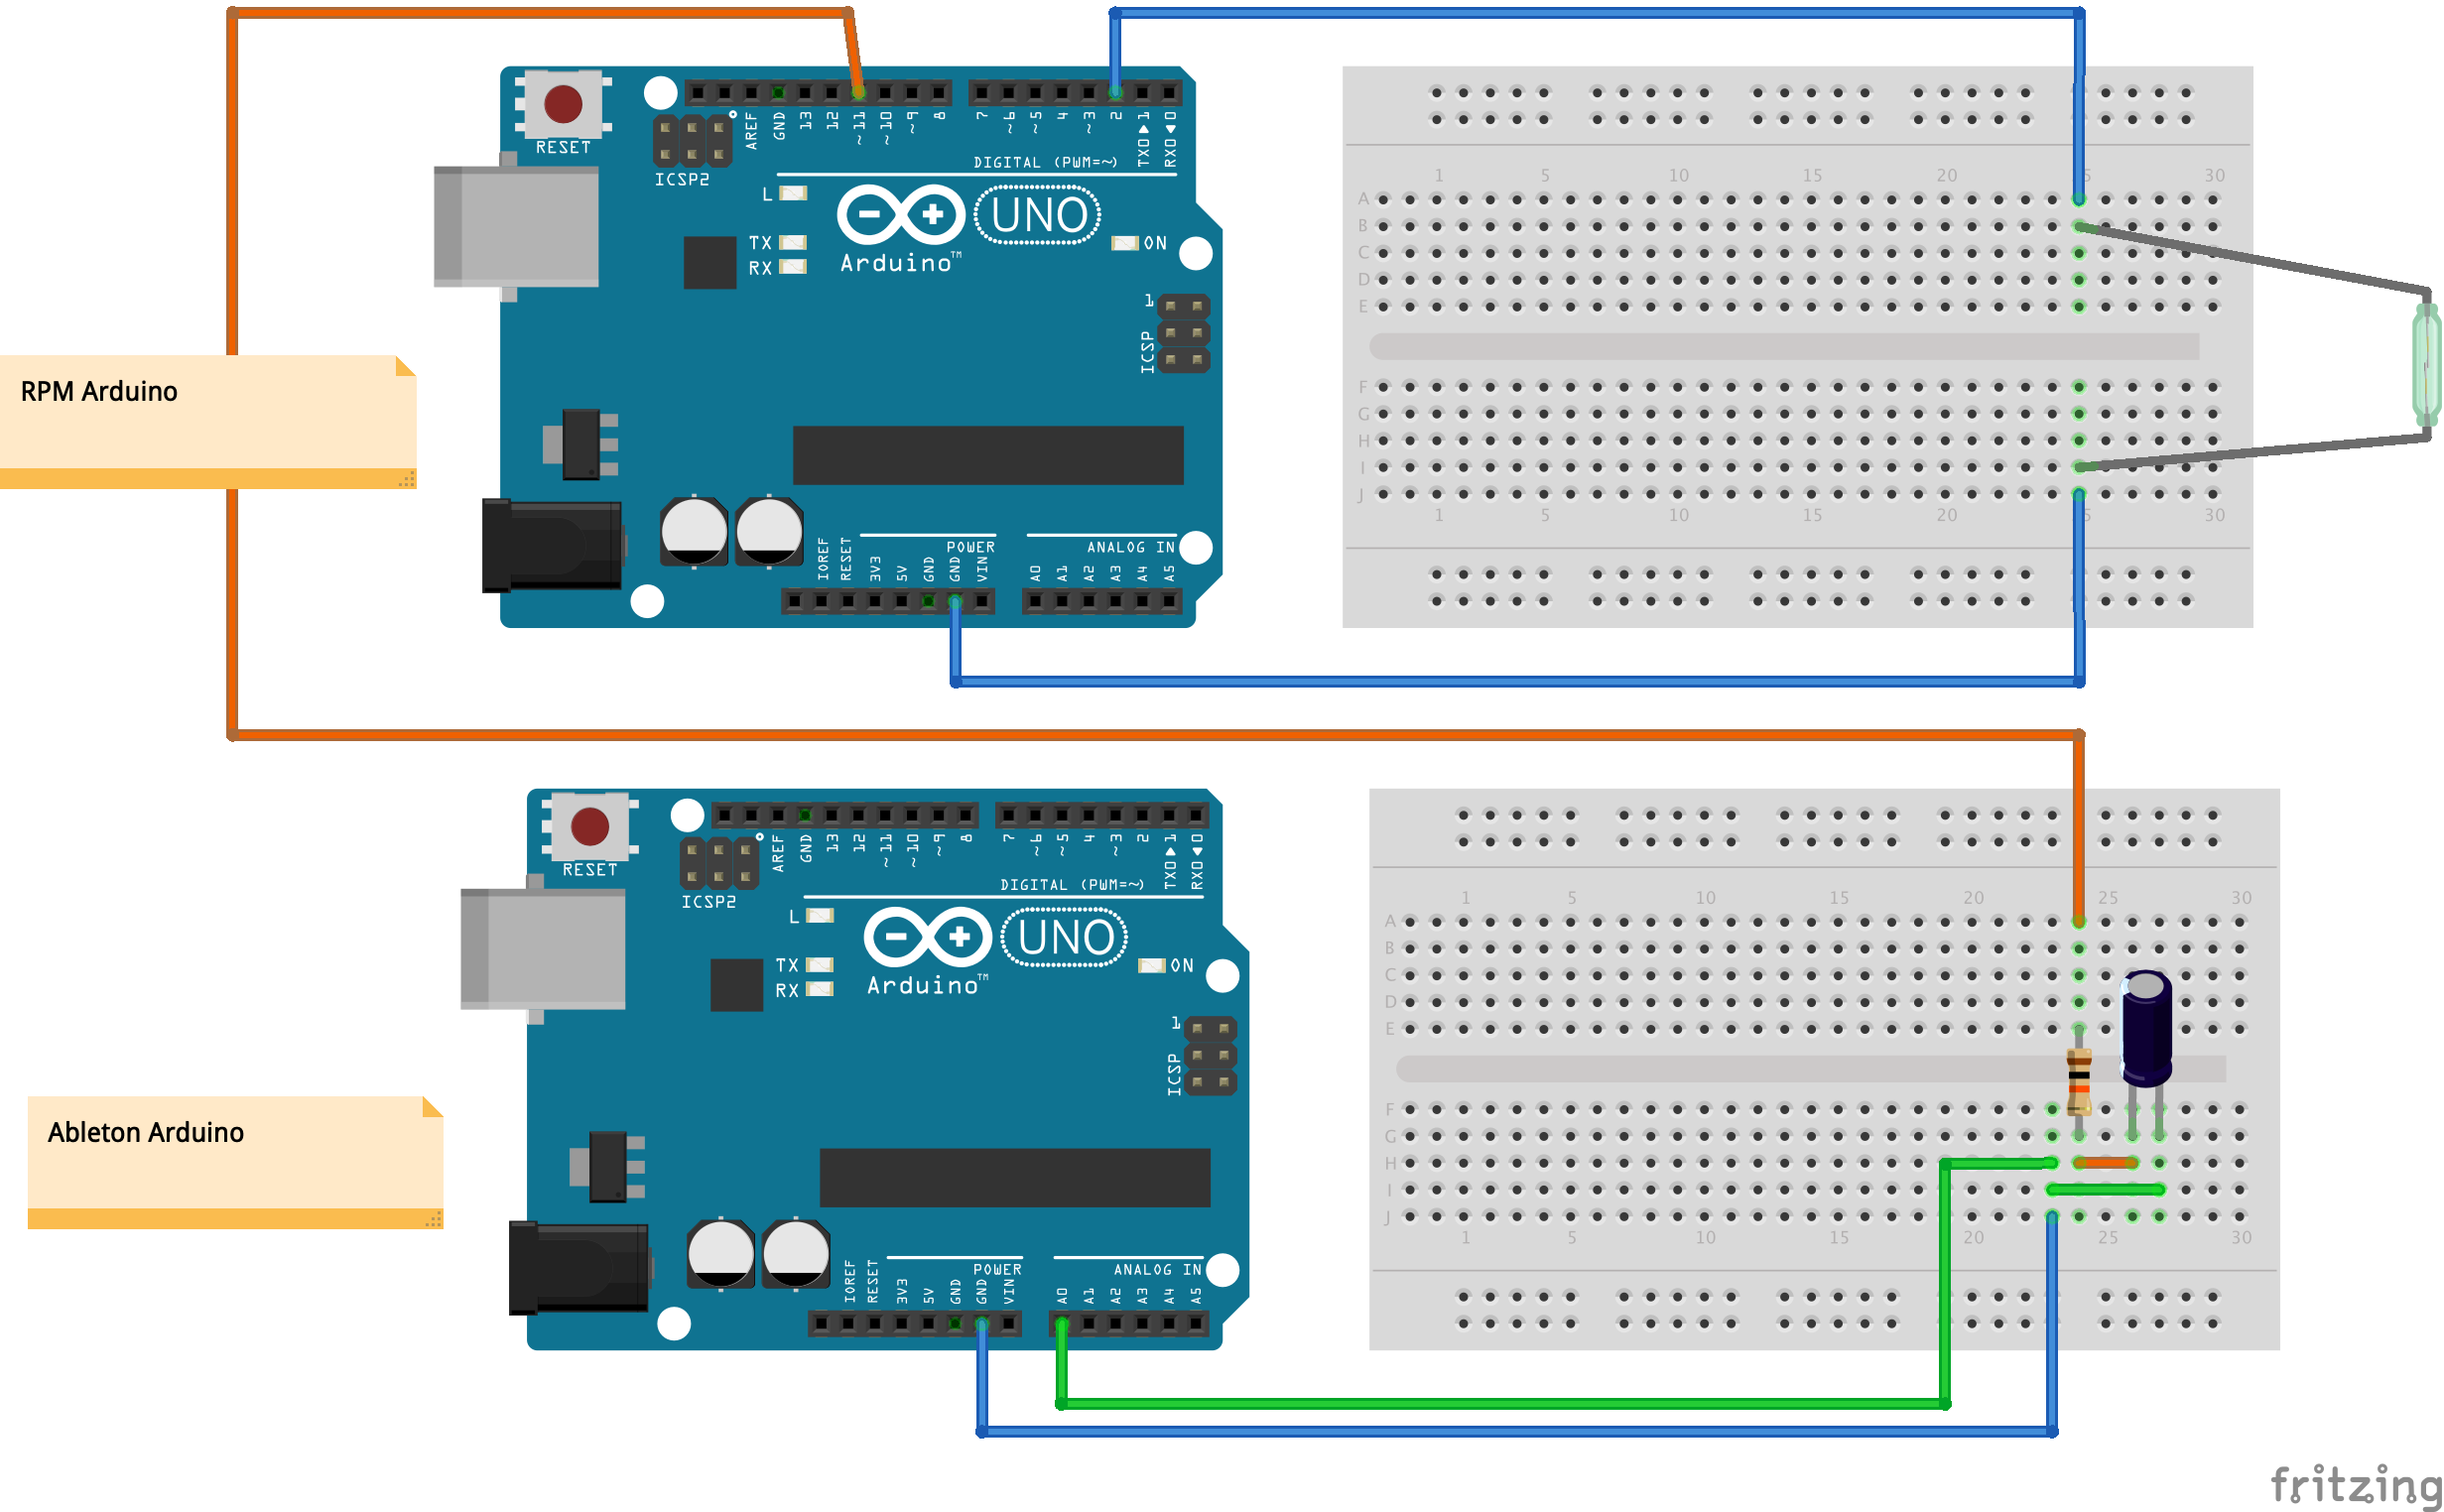 RESET
ICSP2
AREF
GND
13
12
~11
~10
~9
8
7
~6
~5
4
~3
2
TX0▶1
RX0◀0
DIGITAL (PWM=~)
L
TX
RX
UNO
Arduino™
ON
1
ICSP
RPM Arduino
IOREF
RESET
3V3
5V
GND
GND
VIN
POWER
ANALOG IN
A0
A1
A2
A3
A4
A5
1 5 10 15 20 5 30
A
B
C
D
E
F
G
H
I
J
1 5 10 15 20 5 30
RESET
ICSP2
AREF
GND
13
12
~11
~10
~9
8
7
~6
~5
4
~3
2
TX0▶1
RX0◀0
DIGITAL (PWM=~)
L
TX
RX
UNO
Arduino™
ON
1
ICSP
Ableton Arduino
IOREF
RESET
3V3
5V
GND
GND
VIN
POWER
ANALOG IN
A0
A1
A2
A3
A4
A5
1 5 10 15 20 25 30
A
B
C
D
E
F
G
H
I
J
1 5 10 15 20 25 30
fritzing